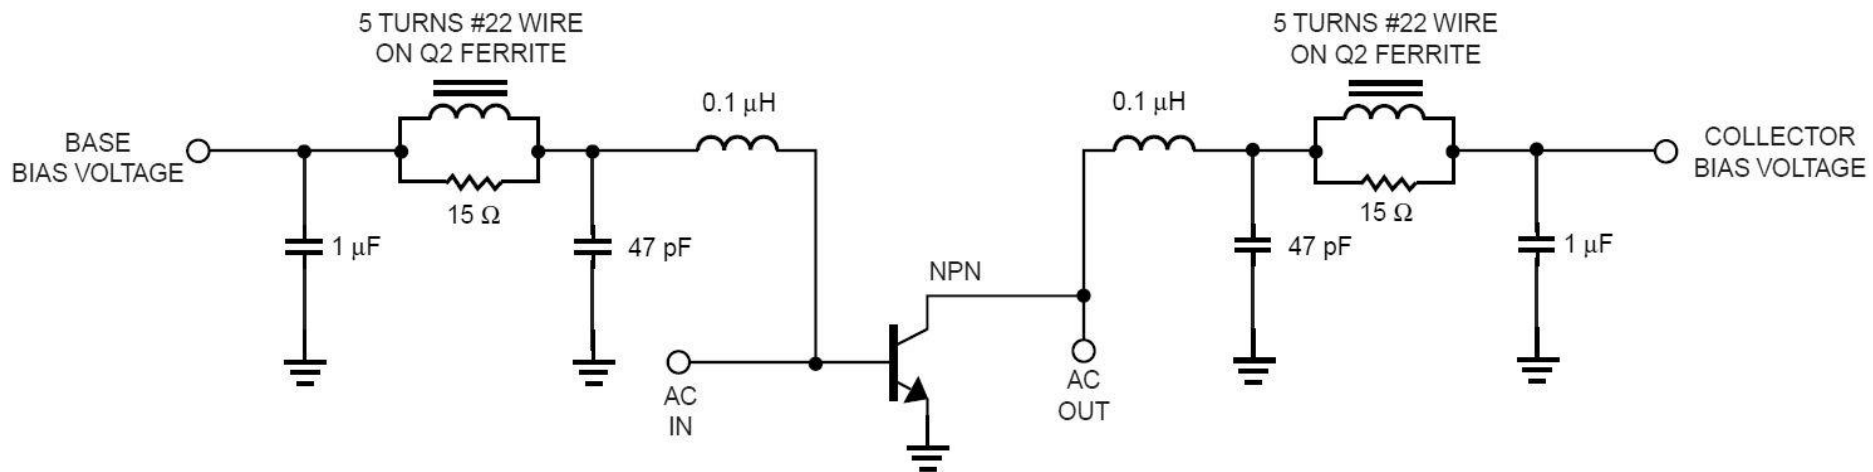 5 TURNS #22 WIRE
ON Q2 FERRITE
5 TURNS #22 WIRE
ON Q2 FERRITE
0.1 μH
0.1 μH
BASE
BIAS VOLTAGE
COLLECTOR
BIAS VOLTAGE
15 Ω
15 Ω
1 μF
47 pF
47 pF
1 μF
NPN
AC
IN
AC
OUT